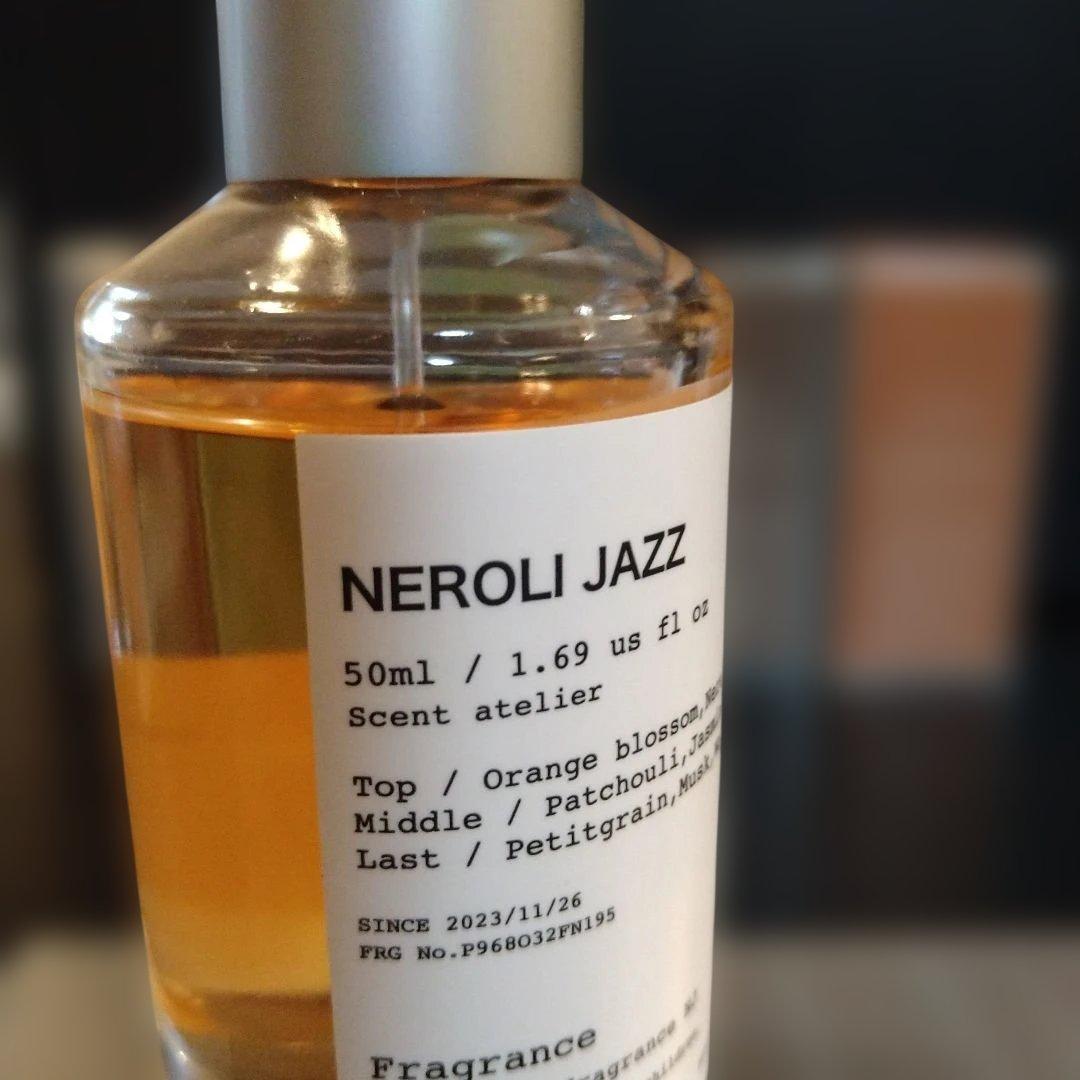 NEROLI JAZZ
50ml / 1.69 us fl oz
Scent atelier
Top / Orange blossom,
Middle / Patchouli,
Last / Petitgrain,Musk,
SINCE 2023/11/26
FRG No.P968O32FN195
Fragrance